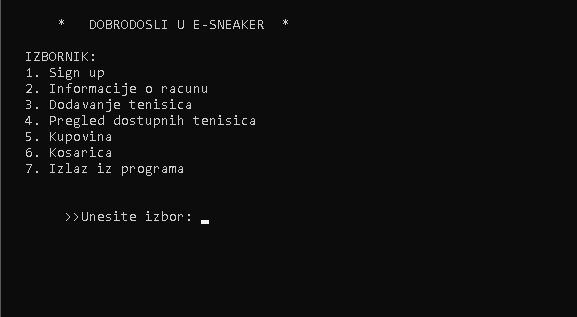 * DOBRODOSLI U E-SNEAKER *
IZBORNIK:
1. Sign up
2. Informacije o racunu
3. Dodavanje tenisica
4. Pregled dostupnih tenisica
5. Kupovina
6. Kosarica
7. Izlaz iz programa
>>Unesite izbor: _